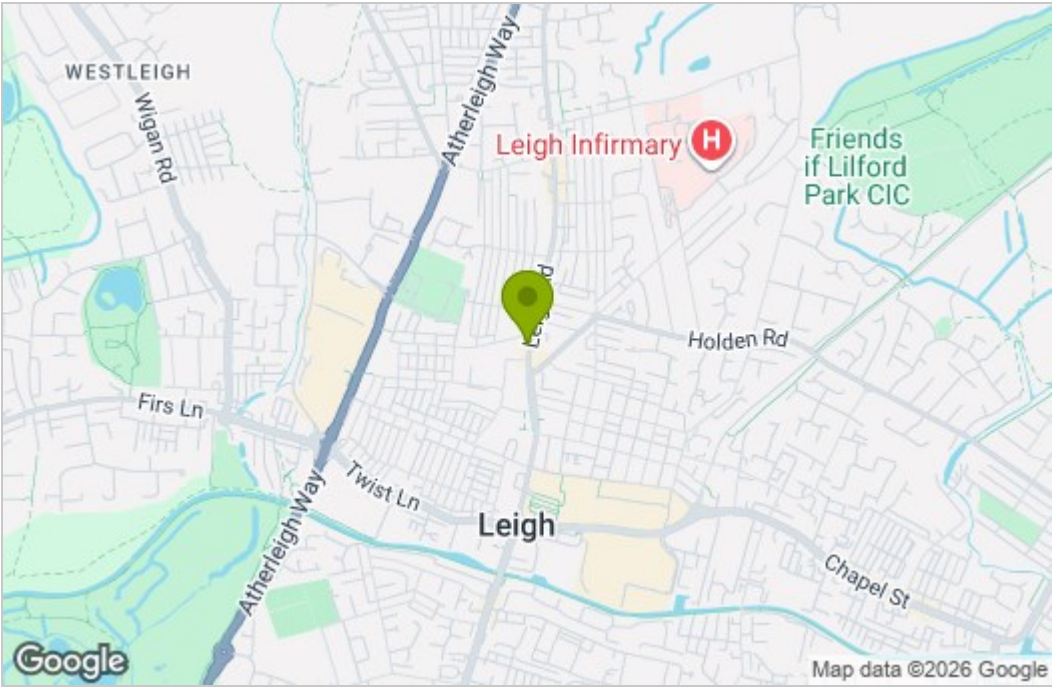 WESTLEIGH
Wigan Rd
Atherleigh Way
Leigh Infirmary
H
Friends
if Lilford
Park CIC
Holden Rd
Firs Ln
Twist Ln
Leigh
Atherleigh Way
Chapel St
Google
Map data ©2026 Google